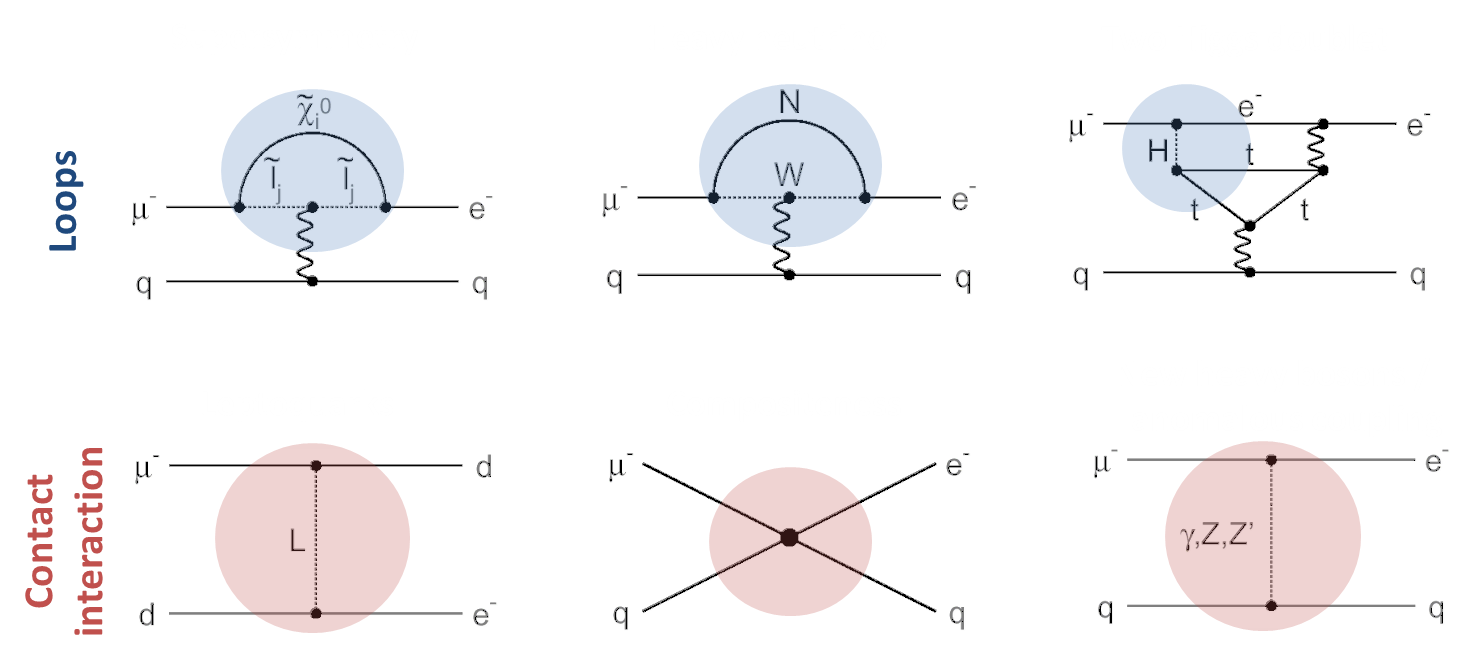 Loops
χ̃ᵢ⁰
l̃ⱼ l̃ⱼ
μ⁻ e⁻
q q
N
W
μ⁻ e⁻
q q
e⁻
μ⁻ e⁻
H t
t t
q q
Contact
interaction
μ⁻ d
L
d e⁻
μ⁻ e⁻
q q
μ⁻ e⁻
γ,Z,Z’
q q